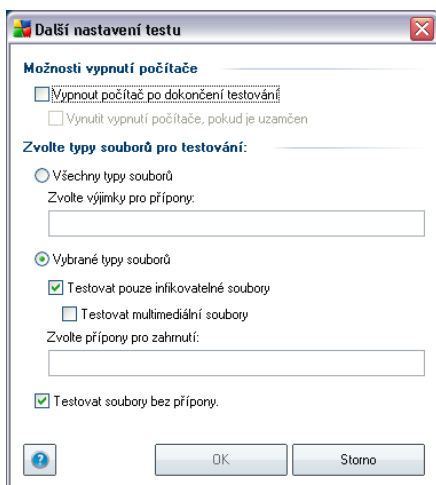 Další nastavení testu
Možnosti vypnutí počítače
Vypnout počítač po dokončení testování
Vynutit vypnutí počítače, pokud je uzamčen
Zvolte typy souborů pro testování:
Všechny typy souborů
Zvolte výjimky pro přípony:
Vybrané typy souborů
Testovat pouze infikovatelné soubory
Testovat multimediální soubory
Zvolte přípony pro zahrnutí:
Testovat soubory bez přípony.
?
OK
Storno